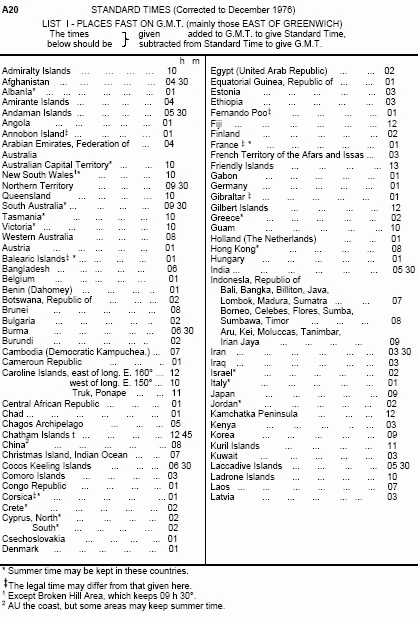 A20 STANDARD TIMES (Corrected to December 1976)
LIST I - PLACES FAST ON G.M.T. (mainly those EAST OF GREENWICH)
The times } given added to G.M.T. to give Standard Time,
below should be subtracted from Standard Time to give G.M.T.
h m
Admiralty Islands ... ... ... ... 10
Afghanistan ... ... ... ... 04 30
Albania* ... ... ... ... ... 01
Amirante Islands ... ... ... 04
Andaman Islands ... ... ... 05 30
Angola ... ... ... ... 01
Annobon Island‡ ... ... ... 01
Arabian Emirates, Federation of ... 04
Australia
Australian Capital Territory* ... ... 10
New South Wales¹* ... ... ... 10
Northern Territory ... ... ... 09 30
Queensland ... ... ... ... 10
South Australia* ... ... ... ... 09 30
Tasmania* ... ... ... ... 10
Victoria* ... ... ... ... ... 10
Western Australia ... ... ... 08
Austria ... ... ... ... 01
Balearic Islands‡ * ... ... ... 01
Bangladesh ... ... ... ... 06
Belgium ... ... ... ... 01
Benin (Dahomey) ... ... ... 01
Botswana, Republic of ... ... ... 02
Brunei ... ... ... ... ... 08
Bulgaria ... ... ... ... 02
Burma ... ... ... ... 06 30
Burundi ... ... ... ... ... 02
Cambodia (Democratic Kampuchea.) ... 07
Cameroun Republic ... ... ... 01
Caroline Islands, east of long. E. 160° ... 12
west of long. E. 150° ... 10
Truk, Ponape ... ... 11
Central African Republic ... ... ... 01
Chad ... ... ... ... ... 01
Chagos Archipelago ... ... ... 05
Chatham Islands t ... ... ... 12 45
China² ... ... ... ... ... 08
Christmas Island, Indian Ocean ... ... 07
Cocos Keeling Islands ... ... ... 06 30
Comoro Islands ... ... ... ... 03
Congo Republic ... ... ... 01
Corsica‡* ... ... ... ... 01
Crete* ... ... ... ... ... 02
Cyprus, North* ... ... ... ... 02
South* ... ... ... ... 02
Csechoslovakia ... ... ... 01
Denmark ... ... ... ... 01
Egypt (United Arab Republic) ... ... 02
Equatorial Guinea, Republic of ... ... 01
Estonia ... ... ... ... 03
Ethiopia ... ... ... ... 03
Fernando Poo‡ ... ... ... 01
Fiji ... ... ... ... ... 12
Finland ... ... ... ... 02
France ‡ * ... ... ... ... 01
French Territory of the Afars and Issas ... 03
Friendly Islands ... ... ... 13
Gabon ... ... ... ... 01
Germany ... ... ... ... 01
Gibraltar ‡ ... ... ... ... 01
Gilbert Islands ... ... ... 12
Greece* ... ... ... ... 02
Guam ... ... ... ... 10
Holland (The Netherlands) ... ... 01
Hong Kong* ... ... ... ... 08
Hungary ... ... ... ... 01
India ... ... ... ... ... 05 30
Indonesla, Republic of
Bali, Bangka, Billiton, Java,
Lombok, Madura, Sumatra ... ... 07
Borneo, Celebes, Flores, Sumba,
Sumbawa, Timor ... ... ... 08
Aru, Kei, Moluccas, Tanimbar,
Irian Jaya ... ... ... ... 09
Iran ... ... ... ... ... 03 30
Iraq ... ... ... ... ... 03
Israel* ... ... ... ... ... 02
Italy* ... ... ... ... ... 01
Japan ... ... ... ... 09
Jordan* ... ... ... ... ... 02
Kamchatka Peninsula ... ... ... 12
Kenya ... ... ... ... 03
Korea ... ... ... ... 09
Kuril Islands ... ... ... 11
Kuwait ... ... ... ... 03
Laccadive Islands ... ... ... 05 30
Ladrone Islands ... ... ... 10
Laos ... ... ... ... ... 07
Latvia ... ... ... ... 03
* Summer time may be kept in these countries.
‡The legal time may differ from that given here.
¹ Except Broken Hill Area, which keeps 09 h 30°.
² AU the coast, but some areas may keep summer time.